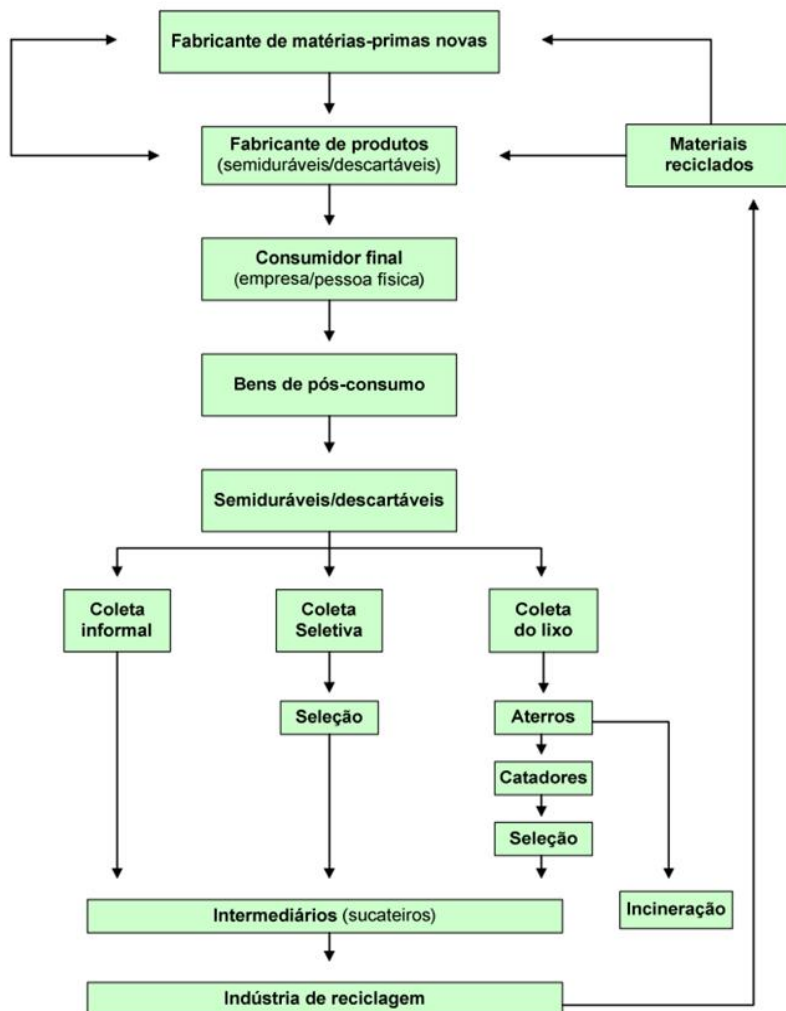 Fabricante de matérias-primas novas
Fabricante de produtos
(semiduráveis/descartáveis)
Materiais
reciclados
Consumidor final
(empresa/pessoa física)
Bens de pós-consumo
Semiduráveis/descartáveis
Coleta
informal
Coleta
Seletiva
Coleta
do lixo
Seleção
Aterros
Catadores
Seleção
Intermediários (sucateiros)
Incineração
Indústria de reciclagem